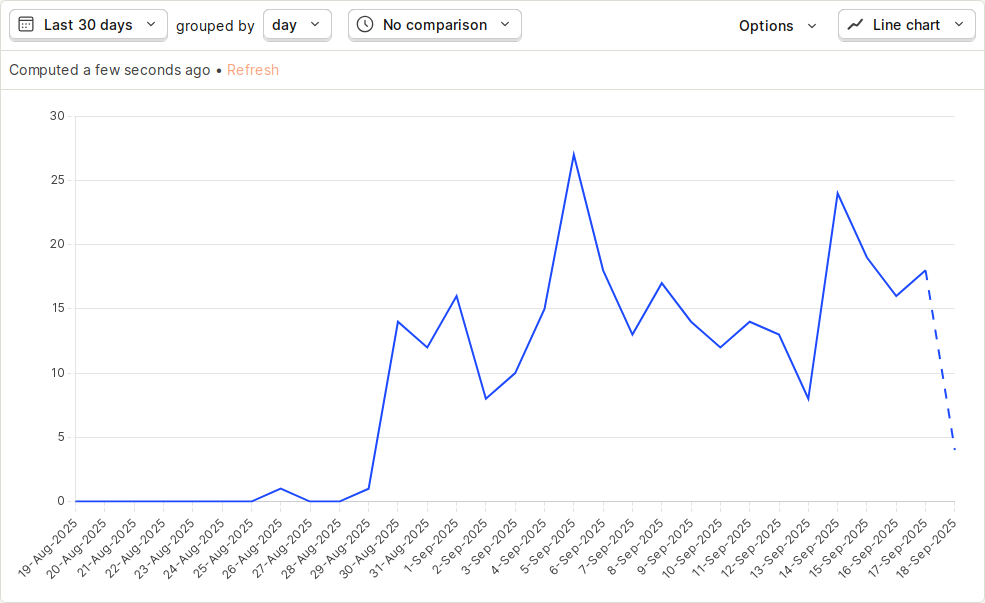 Last 30 days grouped by day No comparison Options Line chart
Computed a few seconds ago • Refresh
30
25
20
15
10
5
0
19-Aug-2025
20-Aug-2025
21-Aug-2025
22-Aug-2025
23-Aug-2025
24-Aug-2025
25-Aug-2025
26-Aug-2025
27-Aug-2025
28-Aug-2025
29-Aug-2025
30-Aug-2025
31-Aug-2025
1-Sep-2025
2-Sep-2025
3-Sep-2025
4-Sep-2025
5-Sep-2025
6-Sep-2025
7-Sep-2025
8-Sep-2025
9-Sep-2025
10-Sep-2025
11-Sep-2025
12-Sep-2025
13-Sep-2025
14-Sep-2025
15-Sep-2025
16-Sep-2025
17-Sep-2025
18-Sep-2025